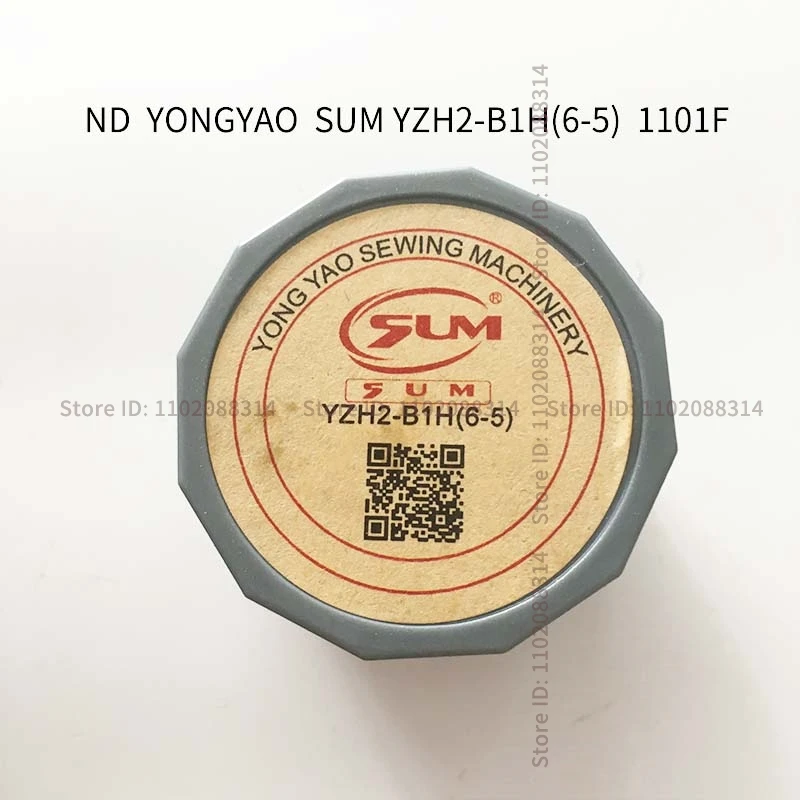 ND YONGYAO SUM YZH2-B1H(6-5) 1101F
YONG YAO SEWING MACHINERY
SUM®
SUM
YZH2-B1H(6-5)
Store ID: 1102088314
Store ID: 1102088314
Store ID: 1102088314
Store ID: 1102088314
Store ID: 1102088314
Store ID: 1102088314